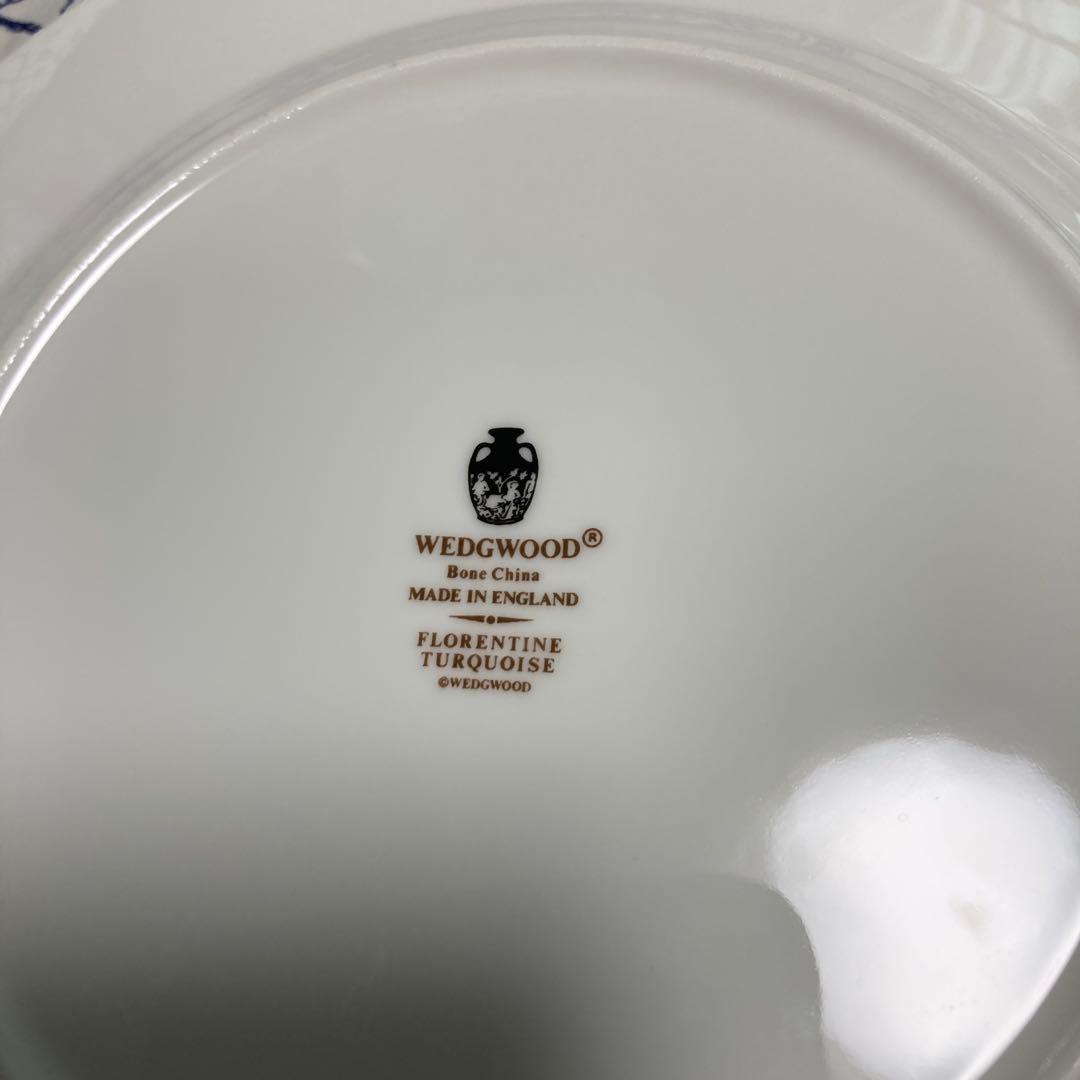 WEDGWOOD®
Bone China
MADE IN ENGLAND
FLORENTINE
TURQUOISE
©WEDGWOOD